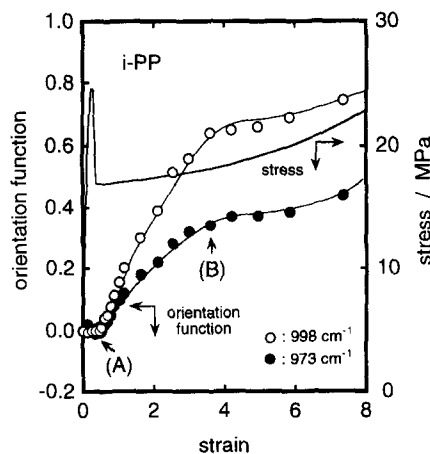 i-PP
1.0
0.8
0.6
0.4
0.2
0.0
-0.2
orientation function
30
20
10
0
stress / MPa
stress
(B)
orientation
function
(A)
○ : 998 cm⁻¹
● : 973 cm⁻¹
0 2 4 6 8
strain